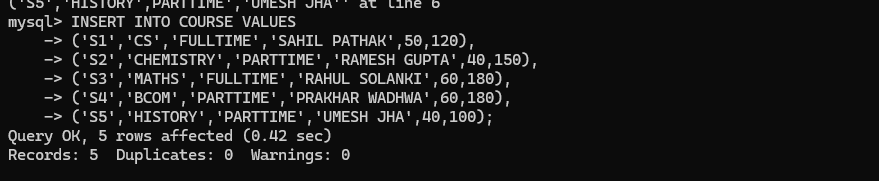 ('S5','HISTORY',PARTTIME','UMESH JHA'' at line 6
mysql> INSERT INTO COURSE VALUES
    -> ('S1','CS','FULLTIME','SAHIL PATHAK',50,120),
    -> ('S2','CHEMISTRY','PARTTIME','RAMESH GUPTA',40,150),
    -> ('S3','MATHS','FULLTIME','RAHUL SOLANKI',60,180),
    -> ('S4','BCOM','PARTTIME','PRAKHAR WADHWA',60,180),
    -> ('S5','HISTORY','PARTTIME','UMESH JHA',40,100);
Query OK, 5 rows affected (0.42 sec)
Records: 5  Duplicates: 0  Warnings: 0